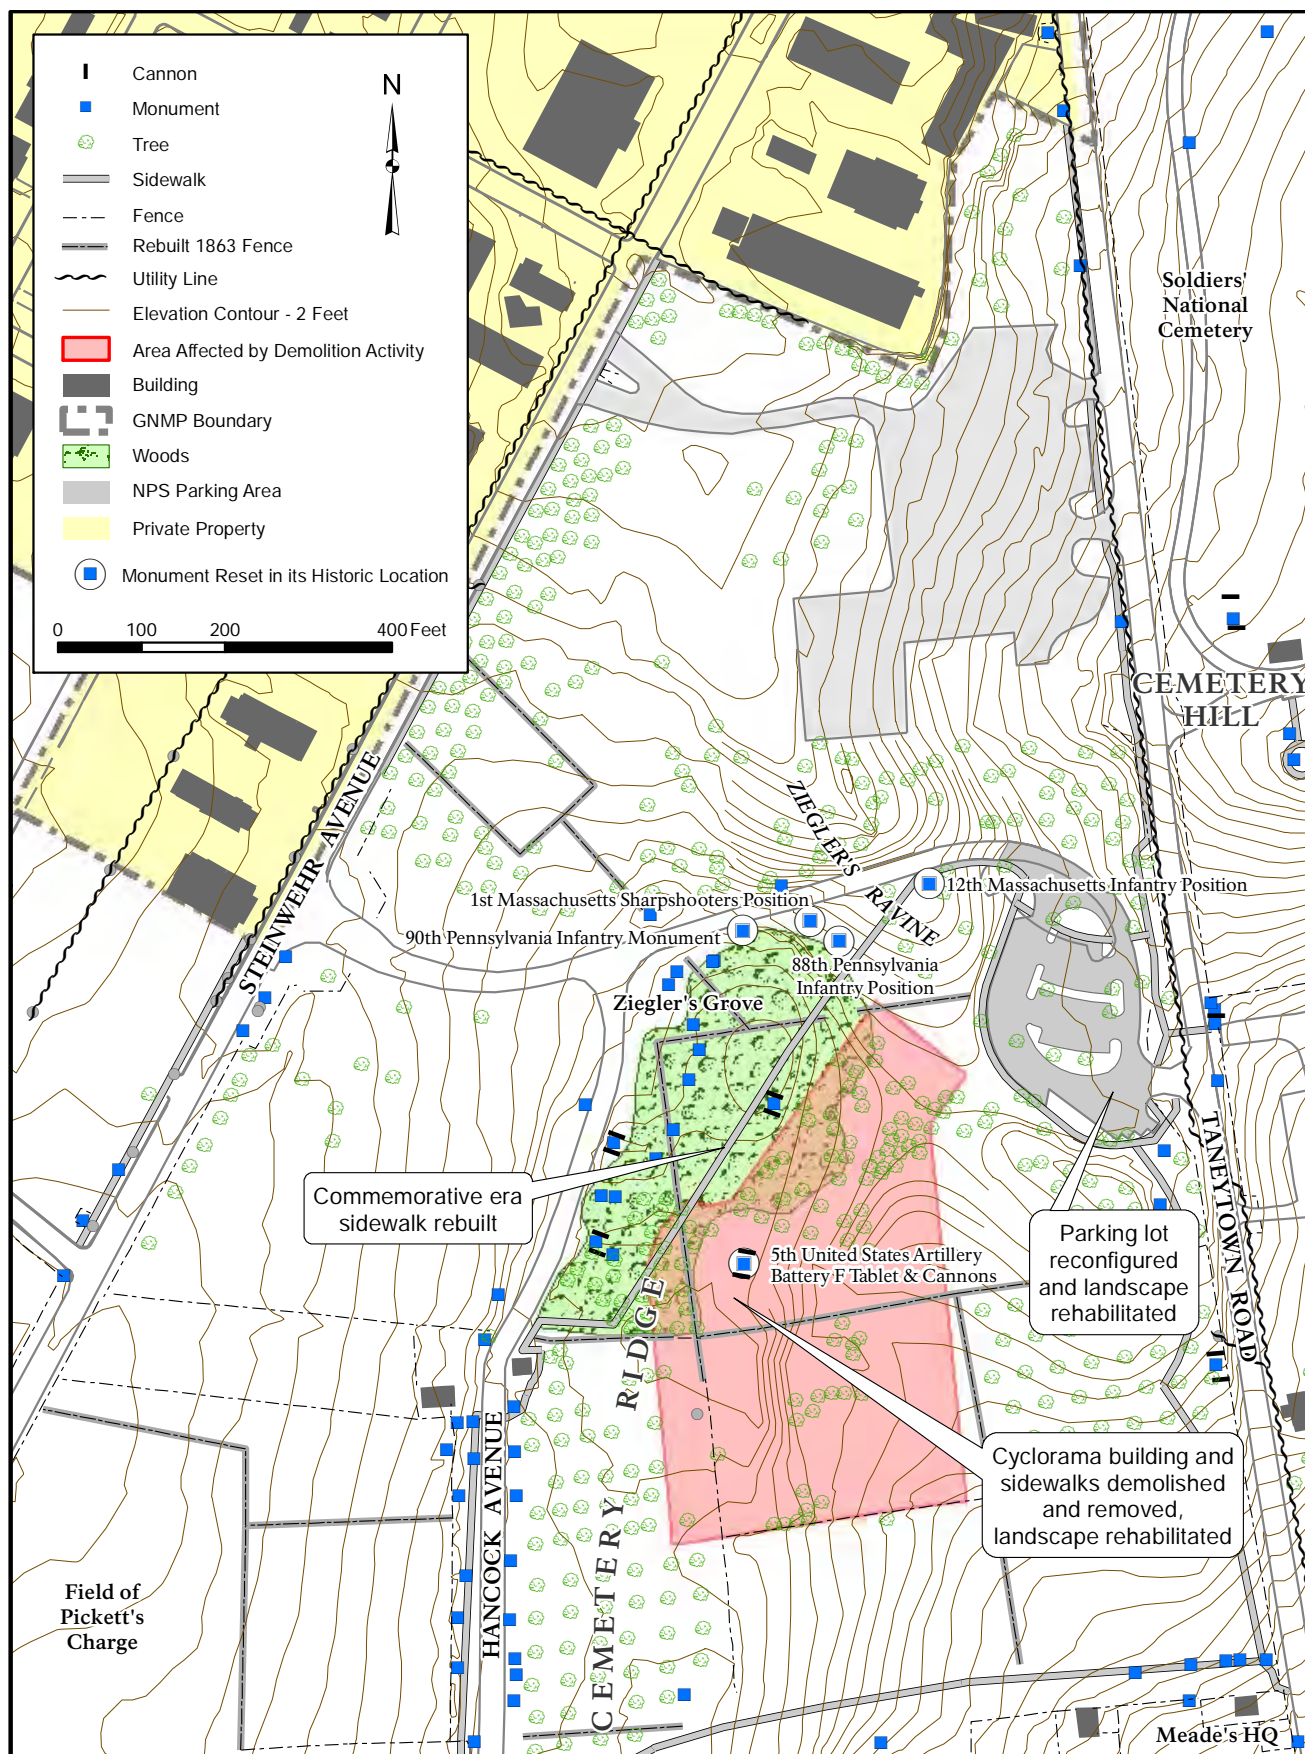 Cannon
N
Monument
Tree
Sidewalk
Fence
Rebuilt 1863 Fence
Utility Line
Elevation Contour - 2 Feet
Area Affected by Demolition Activity
Building
GNMP Boundary
Woods
NPS Parking Area
Private Property
Monument Reset in its Historic Location
0 100 200 400 Feet
Soldiers'
National
Cemetery
CEMETERY
HILL
STEINWEHR AVENUE
ZIEGLER'S RAVINE
12th Massachusetts Infantry Position
1st Massachusetts Sharpshooters Position
90th Pennsylvania Infantry Monument
88th Pennsylvania
Infantry Position
Ziegler's Grove
Commemorative era
sidewalk rebuilt
5th United States Artillery
Battery F Tablet & Cannons
Parking lot
reconfigured
and landscape
rehabilitated
TANEYTOWN ROAD
CEMETERY RIDGE
HANCOCK AVENUE
Cyclorama building and
sidewalks demolished
and removed,
landscape rehabilitated
Field of
Pickett's
Charge
Meade's HQ